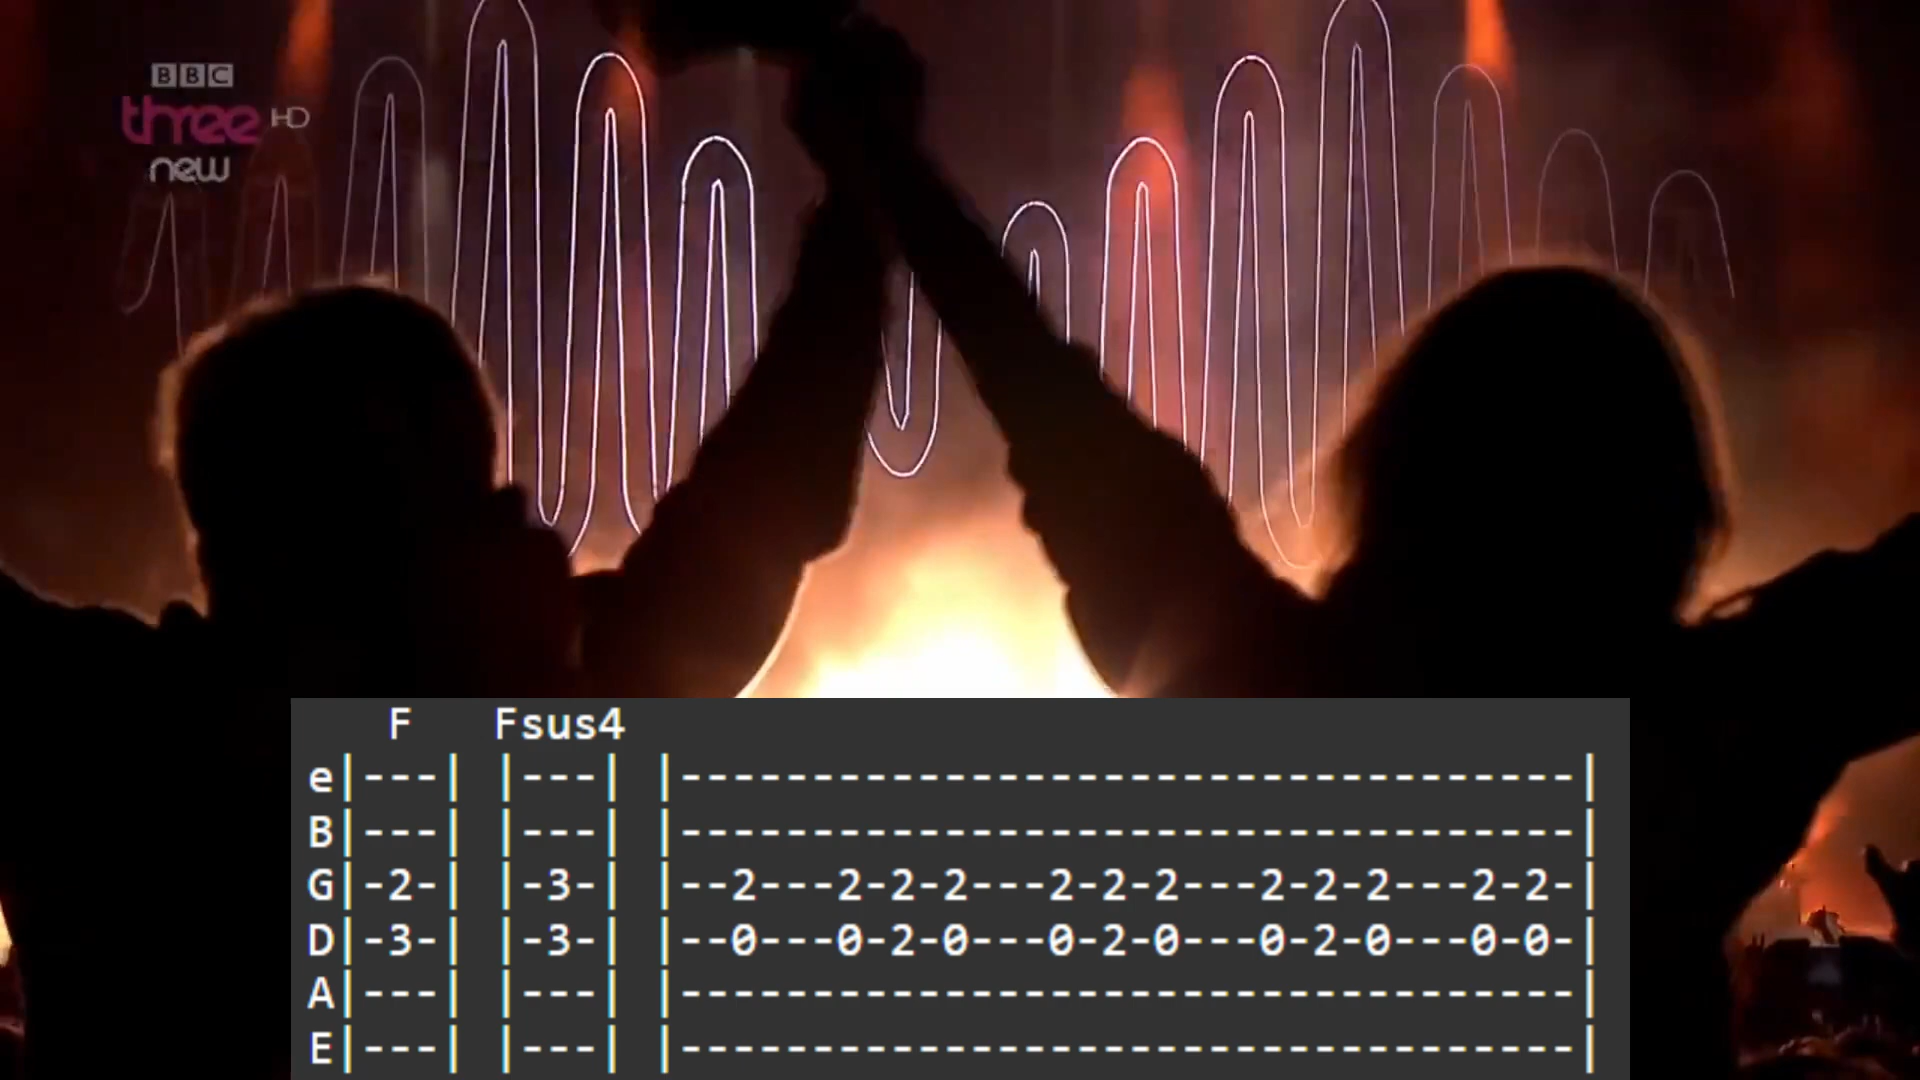 BBC
three HD
new
F Fsus4
e|---| |---| |----------------------------------|
B|---| |---| |----------------------------------|
G|-2-| |-3-| |--2---2-2-2---2-2-2---2-2-2---2-2-|
D|-3-| |-3-| |--0---0-2-0---0-2-0---0-2-0---0-0-|
A|---| |---| |----------------------------------|
E|---| |---| |----------------------------------|